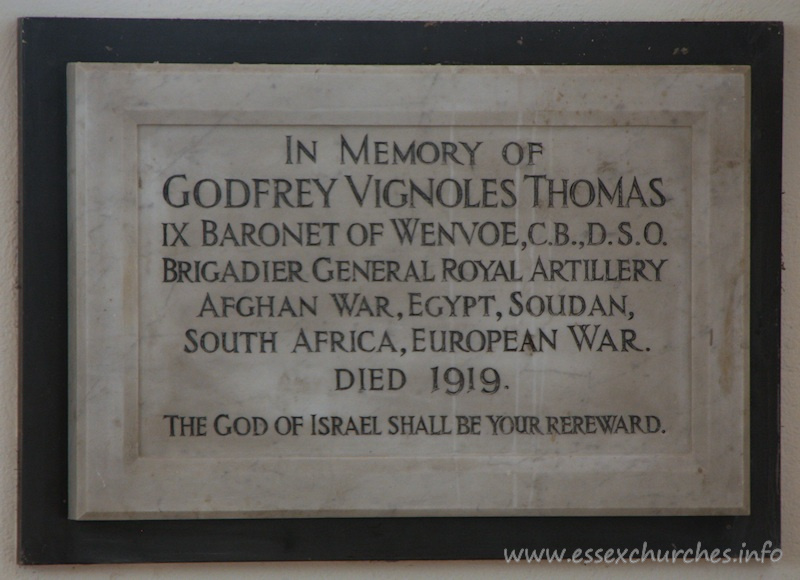 IN MEMORY OF
GODFREY VIGNOLES THOMAS
IX BARONET OF WENVOE, C.B., D.S.O.
BRIGADIER GENERAL ROYAL ARTILLERY
AFGHAN WAR, EGYPT, SOUDAN,
SOUTH AFRICA, EUROPEAN WAR.
DIED 1919.
THE GOD OF ISRAEL SHALL BE YOUR REREWARD.
www.essexchurches.info